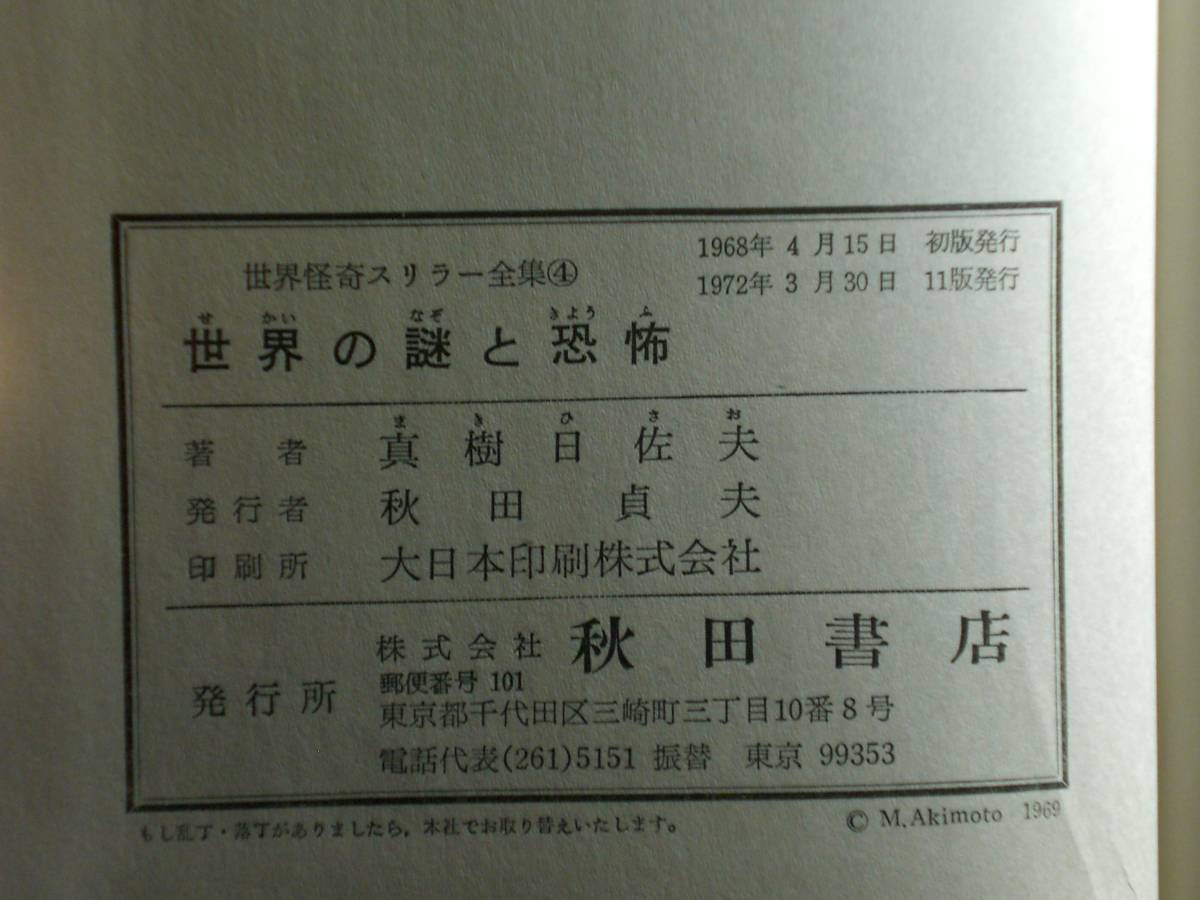 1968年 4 月15日 初版発行
1972年 3 月30日 11版発行
世界怪奇スリラー全集④
せ かい なぞ きよう ふ
世界の謎と恐怖
ま き ひ さ お
著者 真樹日佐夫
発行者 秋田貞夫
印刷所 大日本印刷株式会社
発行所 株式会社 秋田書店
郵便番号 101
東京都千代田区三崎町三丁目10番8号
電話代表(261)5151 振替 東京 99353
もし乱丁・落丁がありましたら，本社でお取り替えいたします。
© M.Akimoto 1969